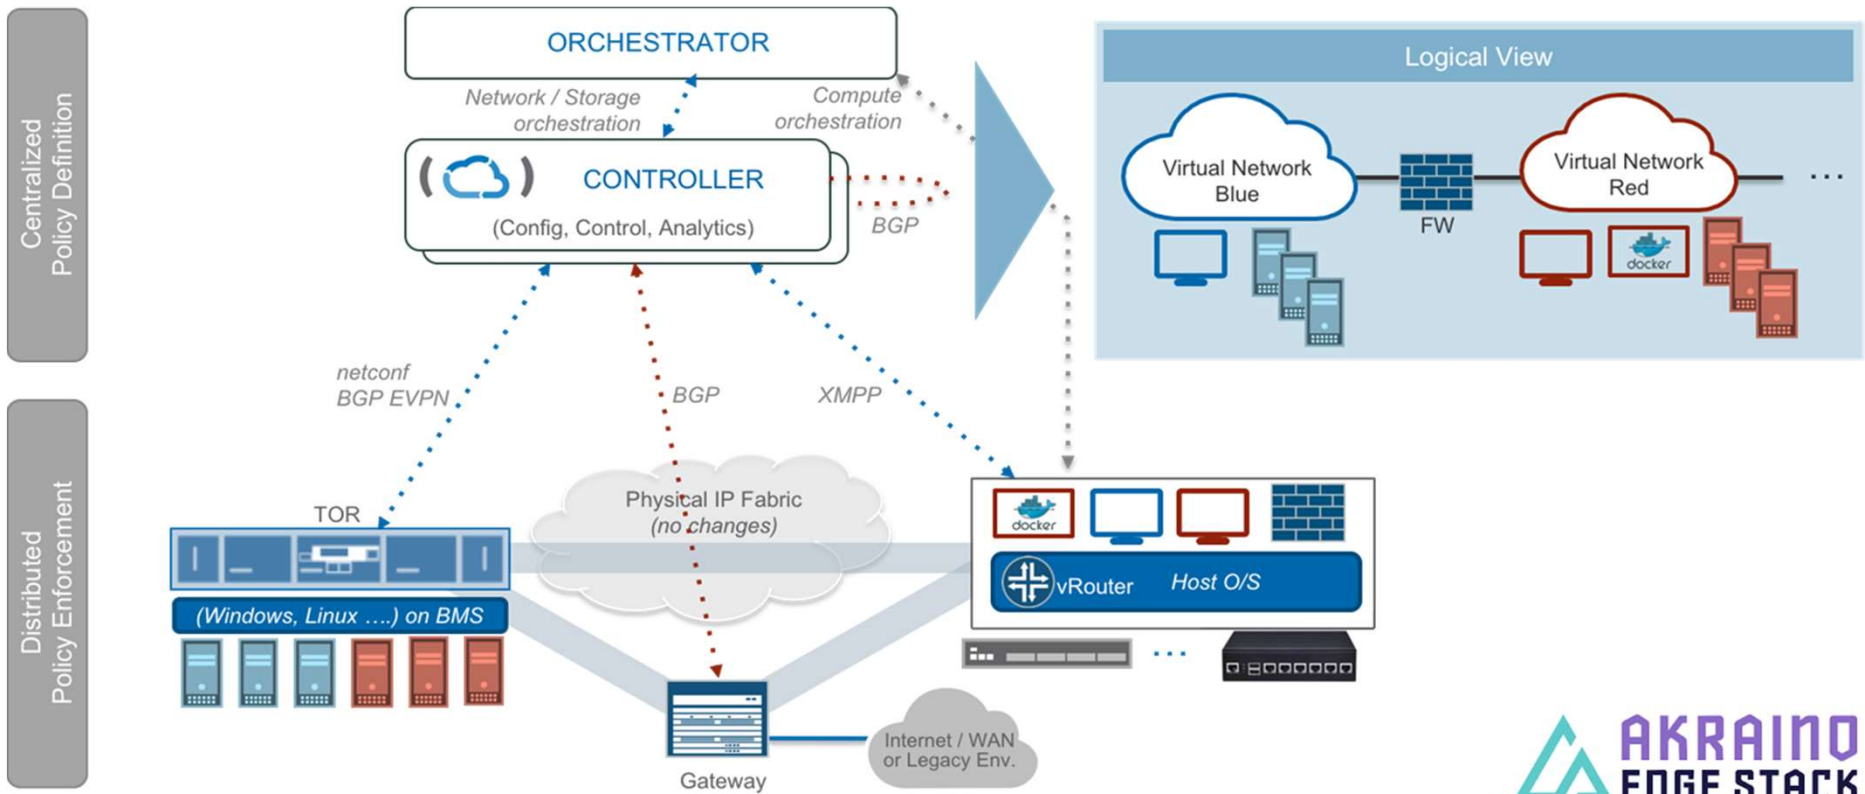 Centralized
Policy Definition
ORCHESTRATOR
Network / Storage
orchestration
Compute
orchestration
CONTROLLER
(Config, Control, Analytics)
BGP
Logical View
Virtual Network
Blue
FW
Virtual Network
Red
...
docker
netconf
BGP EVPN
BGP
XMPP
Distributed
Policy Enforcement
TOR
(Windows, Linux ....) on BMS
Physical IP Fabric
(no changes)
docker
vRouter
Host O/S
...
Gateway
Internet / WAN
or Legacy Env.
AKRAINO
EDGE STACK